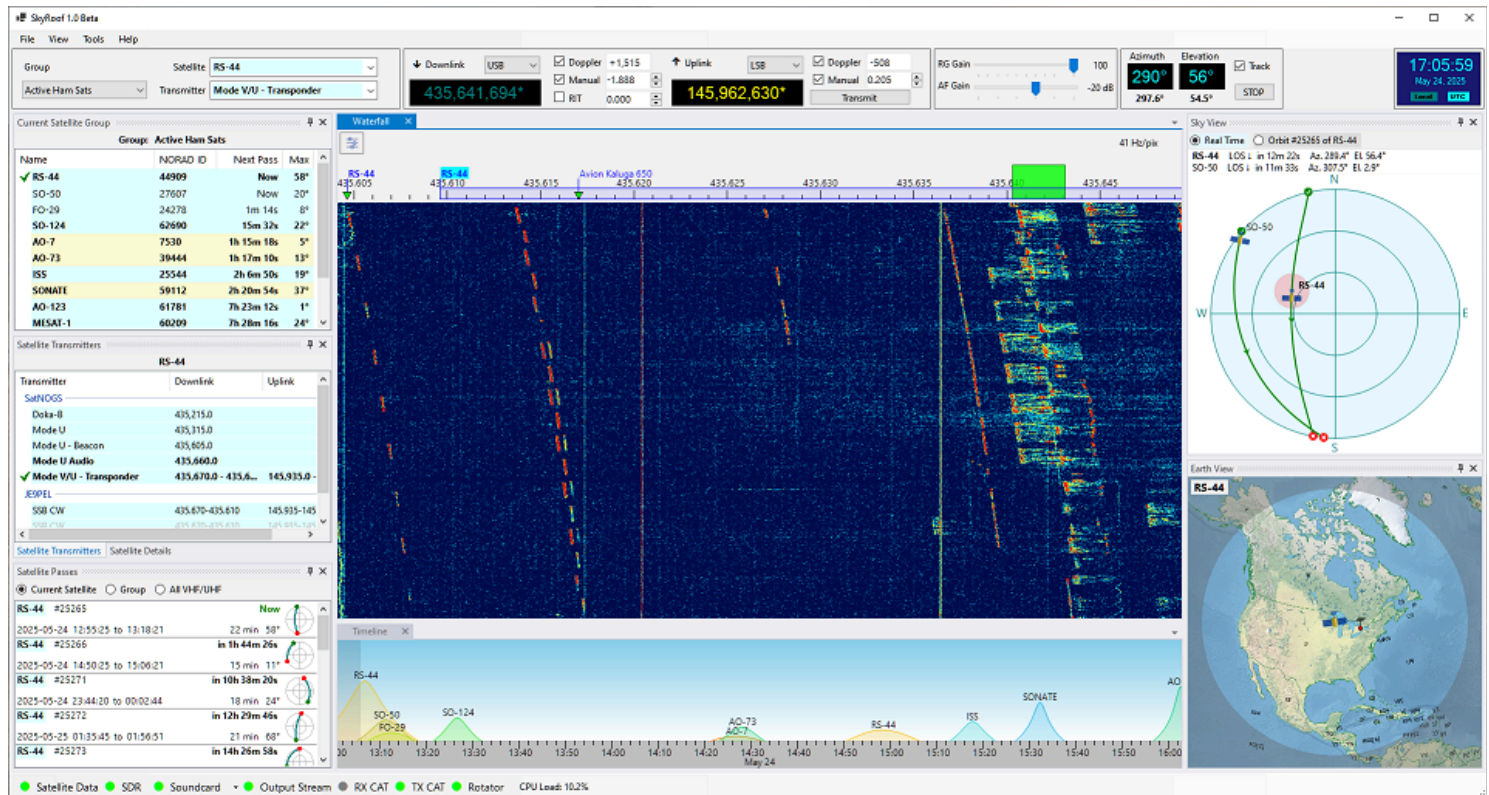 SkyRoof 1.0 Beta
File View Tools Help
Group Satellite RS-44
Active Ham Sats Transmitter Mode V/U - Transponder
Downlink USB Doppler +1,515
435,641,694* Manual -1.888
RIT 0.000
Uplink LSB Doppler -508
145,962,630* Manual 0.205
Transmit
RG Gain 100
AF Gain -20 dB
Azimuth Elevation
290° 56° Track
297.6° 54.5° STOP
17:05:59
May 24, 2025
Local UTC
Current Satellite Group
Group: Active Ham Sats
Name NORAD ID Next Pass Max
RS-44 44909 Now 58°
SO-50 27607 Now 20°
FO-29 24278 1m 14s 8°
SO-124 62690 15m 32s 22°
AO-7 7530 1h 15m 18s 5°
AO-73 39444 1h 17m 10s 13°
ISS 25544 2h 6m 50s 19°
SONATE 59112 2h 20m 54s 37°
AO-123 61781 7h 23m 12s 1°
MESAT-1 60209 7h 28m 16s 24°
Satellite Transmitters
RS-44
Transmitter Downlink Uplink
SatNOGS
Doka-B 435,215.0
Mode U 435,315.0
Mode U - Beacon 435,605.0
Mode U Audio 435,660.0
Mode V/U - Transponder 435,670.0 - 435,6... 145,935.0 -
JE9PEL
SSB CW 435.670-435.610 145.935-145
SSB CW 435.670-435.610 145.935-145
Satellite Transmitters Satellite Details
Satellite Passes
Current Satellite Group All VHF/UHF
RS-44 #25265 Now
2025-05-24 12:55:25 to 13:18:21 22 min 58°
RS-44 #25266 in 1h 44m 26s
2025-05-24 14:50:25 to 15:06:21 15 min 11°
RS-44 #25271 in 10h 38m 20s
2025-05-24 23:44:20 to 00:02:44 18 min 24°
RS-44 #25272 in 12h 29m 46s
2025-05-25 01:35:45 to 01:56:51 21 min 68°
RS-44 #25273 in 14h 26m 58s
Waterfall
41 Hz/pix
RS-44 RS-44 Avion Kaluga 650
435.605 435.610 435.615 435.620 435.625 435.630 435.635 435.640 435.645
Timeline
RS-44 SO-50 FO-29 SO-124 AO-73 AO-7 RS-44 ISS SONATE AO
00 13:10 13:20 13:30 13:40 13:50 14:00 14:10 14:20 14:30 14:40 14:50 15:00 15:10 15:20 15:30 15:40 15:50 16:00
May 24
Sky View
Real Time Orbit #25265 of RS-44
RS-44 LOS↓ in 12m 22s Az. 289.4° El. 56.4°
SO-50 LOS↓ in 11m 33s Az. 307.5° El. 2.9°
N
SO-50
RS-44
W E
S
Earth View
RS-44
Satellite Data SDR Soundcard Output Stream RX CAT TX CAT Rotator CPU Load: 10.2%